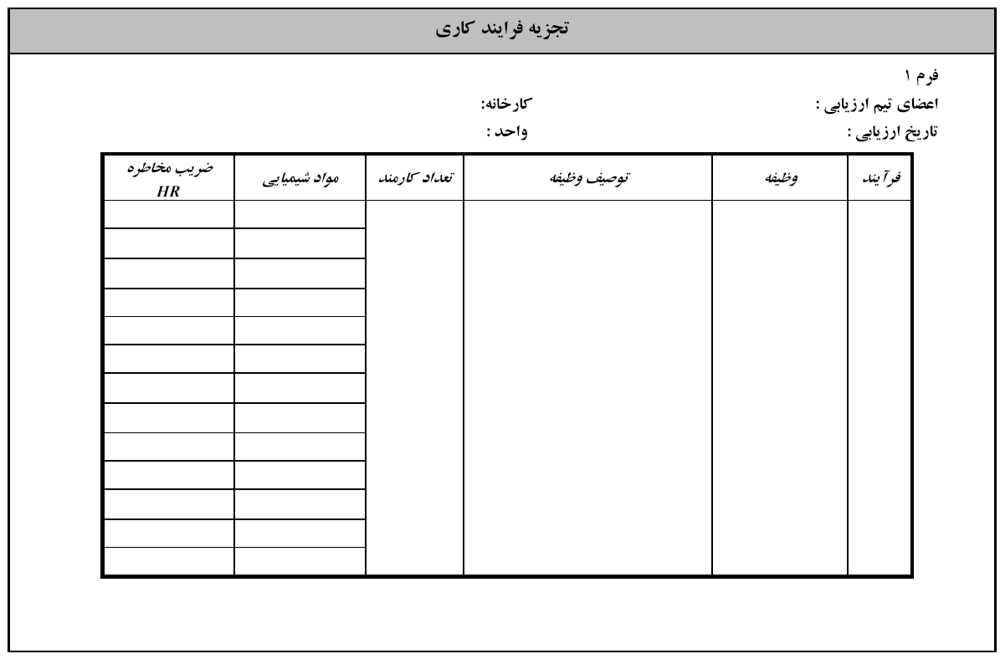 تجزیه فرایند کاری
فرم ۱
اعضای تیم ارزیابی : کارخانه:
تاریخ ارزیابی : واحد :
فرآیند وظیفه توصیف وظیفه تعداد کارمند مواد شیمیایی ضریب مخاطره
HR